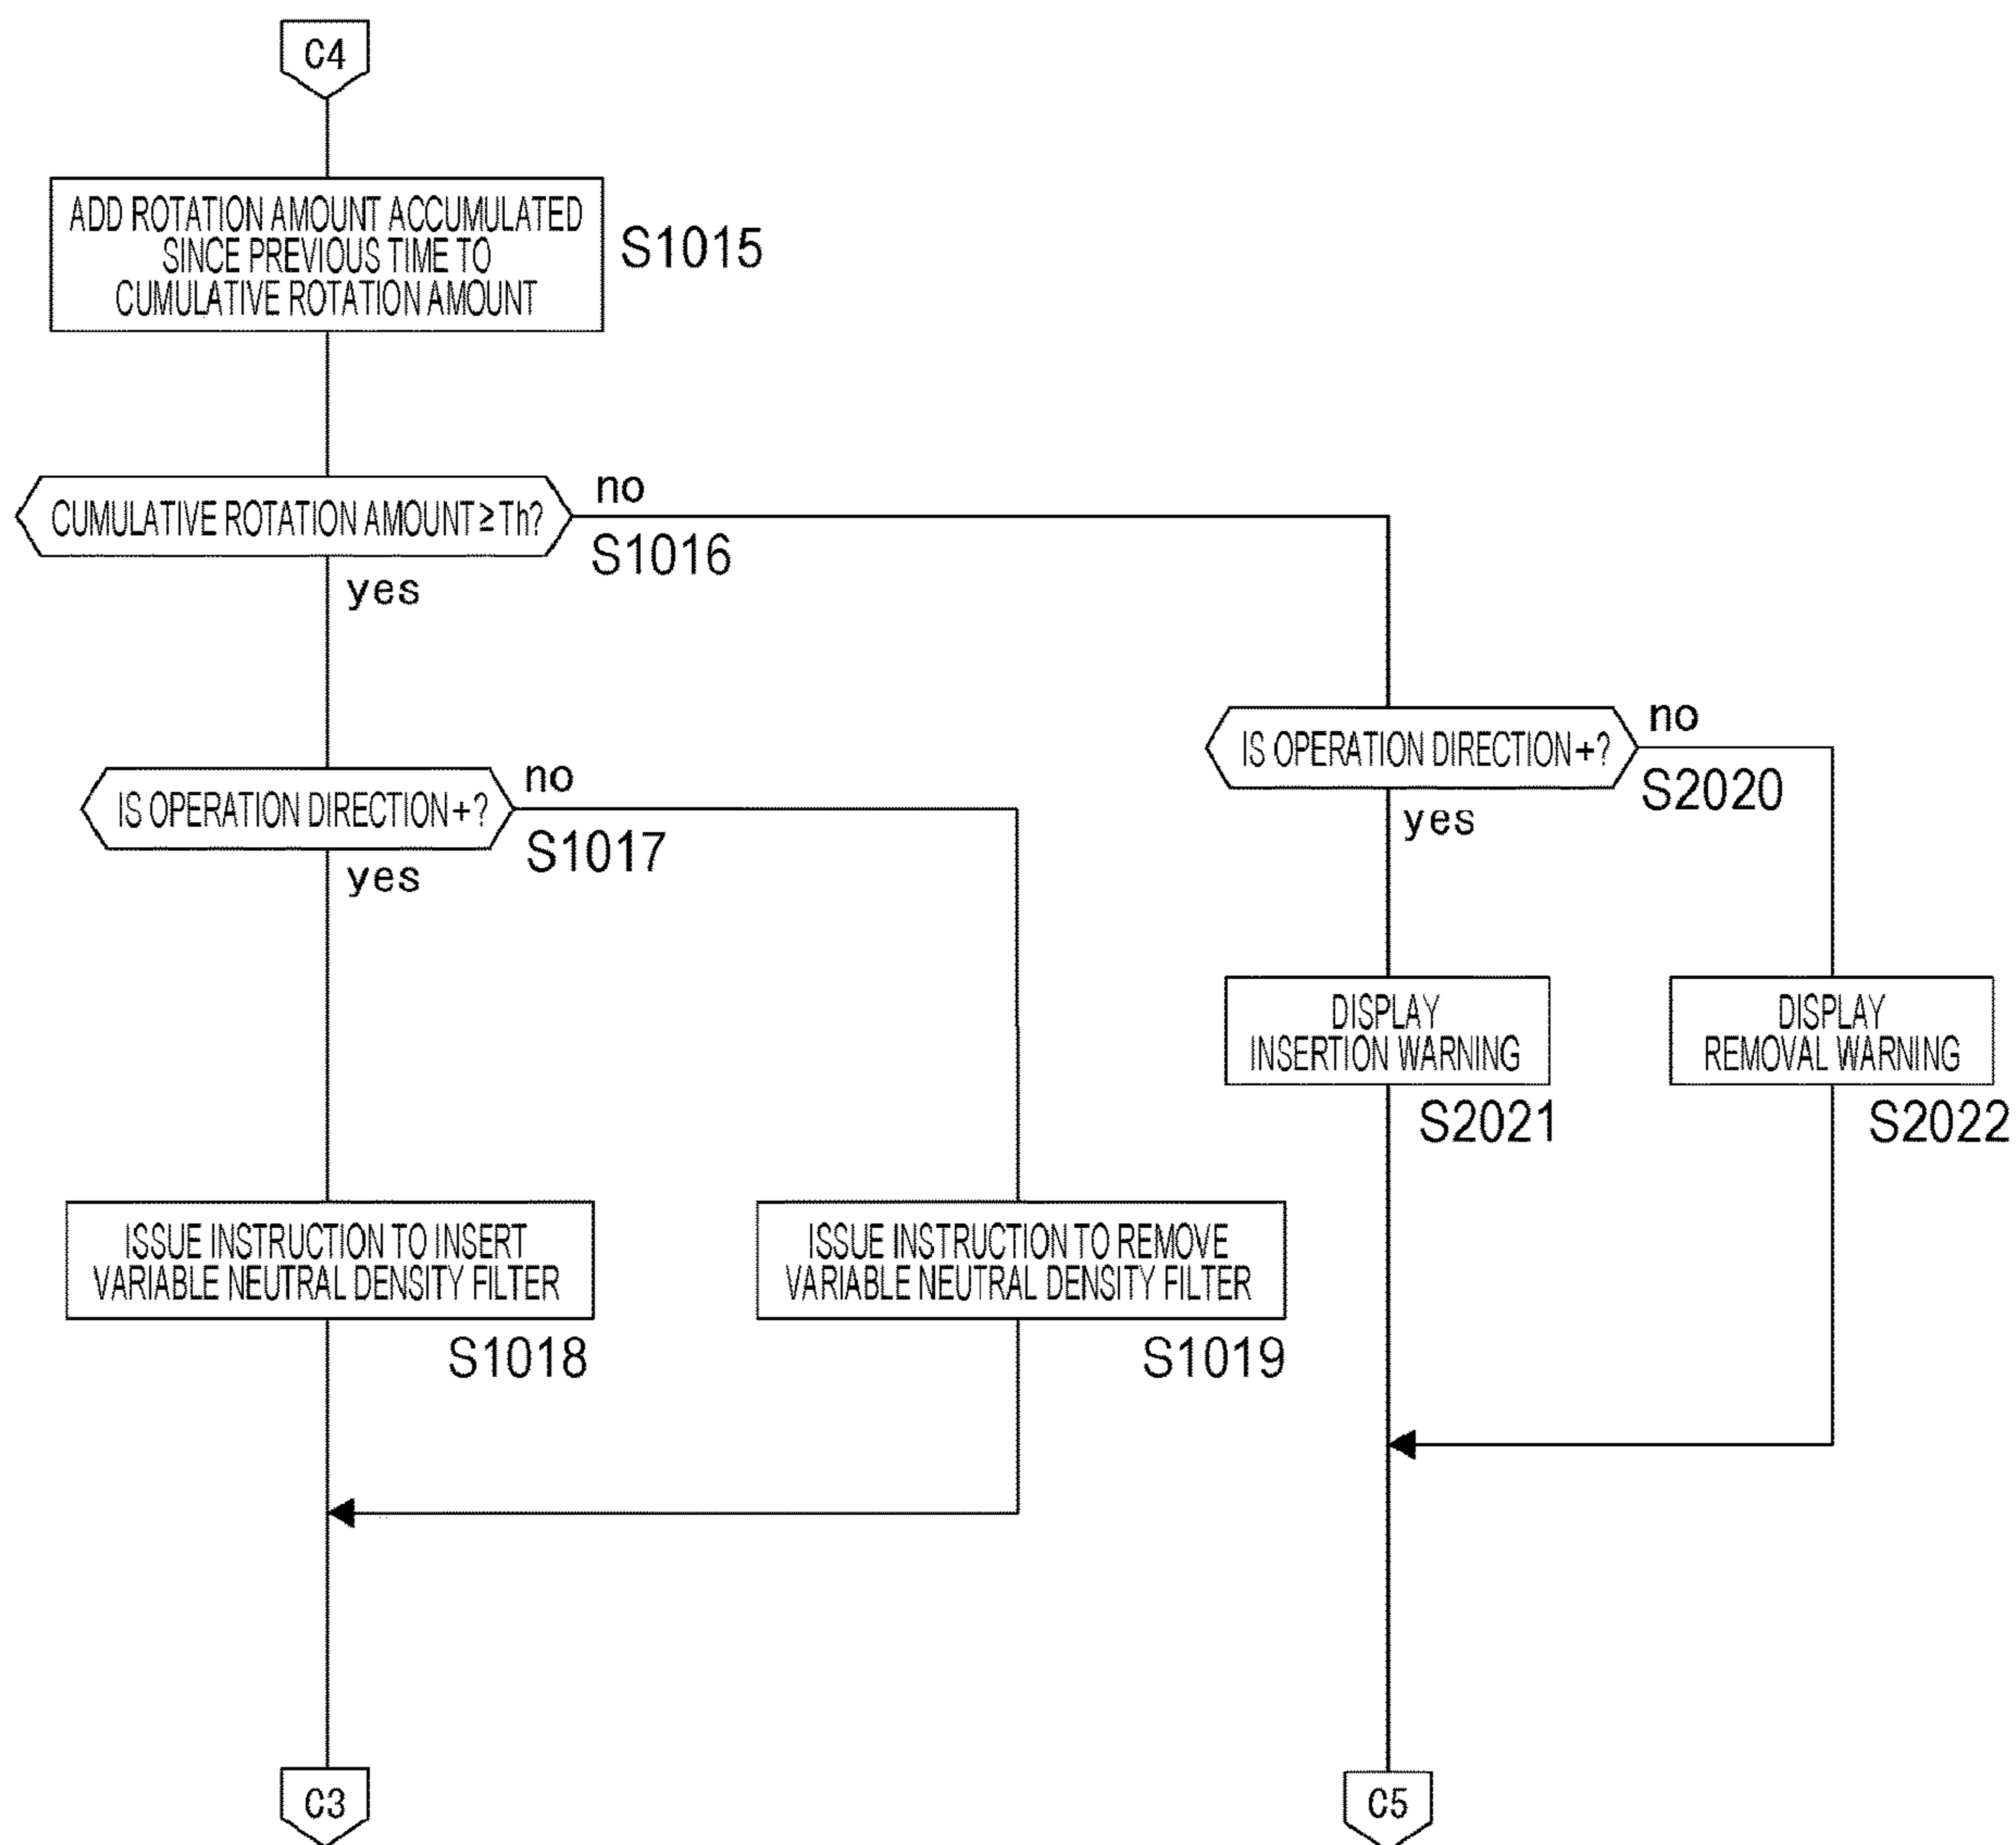 C4
ADD ROTATION AMOUNT ACCUMULATED
SINCE PREVIOUS TIME TO
CUMULATIVE ROTATION AMOUNT
S1015
CUMULATIVE ROTATION AMOUNT ≧ Th?
no
S1016
yes
IS OPERATION DIRECTION + ?
no
S2020
yes
IS OPERATION DIRECTION + ?
no
S1017
yes
DISPLAY
INSERTION WARNING
S2021
DISPLAY
REMOVAL WARNING
S2022
ISSUE INSTRUCTION TO INSERT
VARIABLE NEUTRAL DENSITY FILTER
S1018
ISSUE INSTRUCTION TO REMOVE
VARIABLE NEUTRAL DENSITY FILTER
S1019
C3
C5